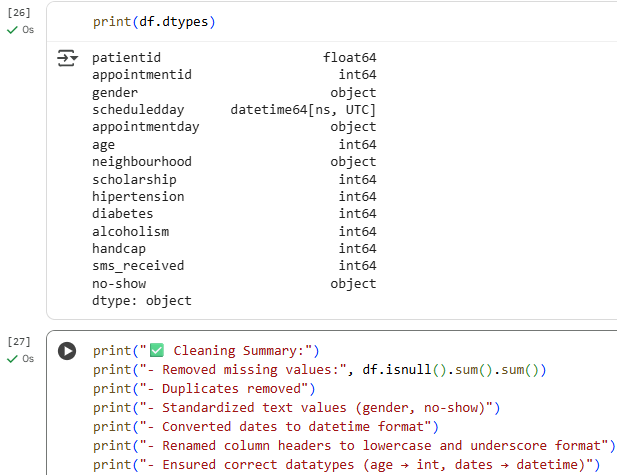 [26]
0s
print(df.dtypes)
patientid float64
appointmentid int64
gender object
scheduledday datetime64[ns, UTC]
appointmentday object
age int64
neighbourhood object
scholarship int64
hipertension int64
diabetes int64
alcoholism int64
handcap int64
sms_received int64
no-show object
dtype: object
[27]
0s
print("✅ Cleaning Summary:")
print("- Removed missing values:", df.isnull().sum().sum())
print("- Duplicates removed")
print("- Standardized text values (gender, no-show)")
print("- Converted dates to datetime format")
print("- Renamed column headers to lowercase and underscore format")
print("- Ensured correct datatypes (age → int, dates → datetime)")